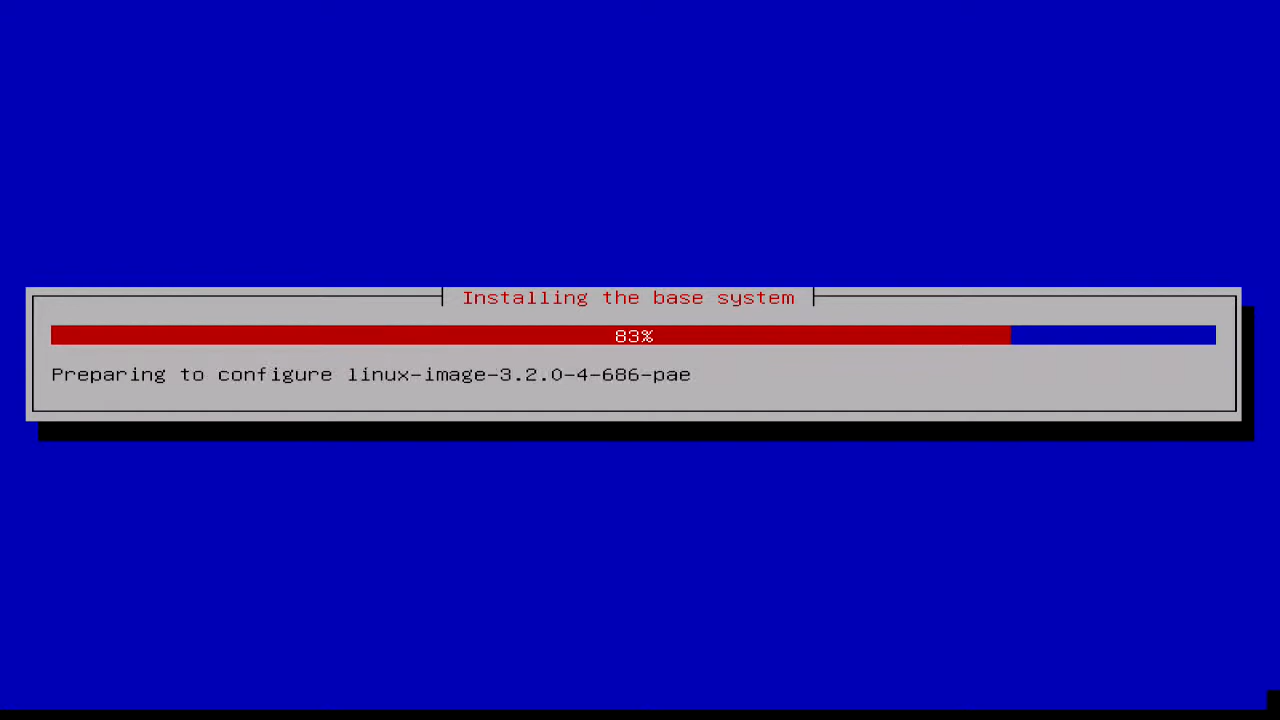 Installing the base system
83%
Preparing to configure linux-image-3.2.0-4-686-pae